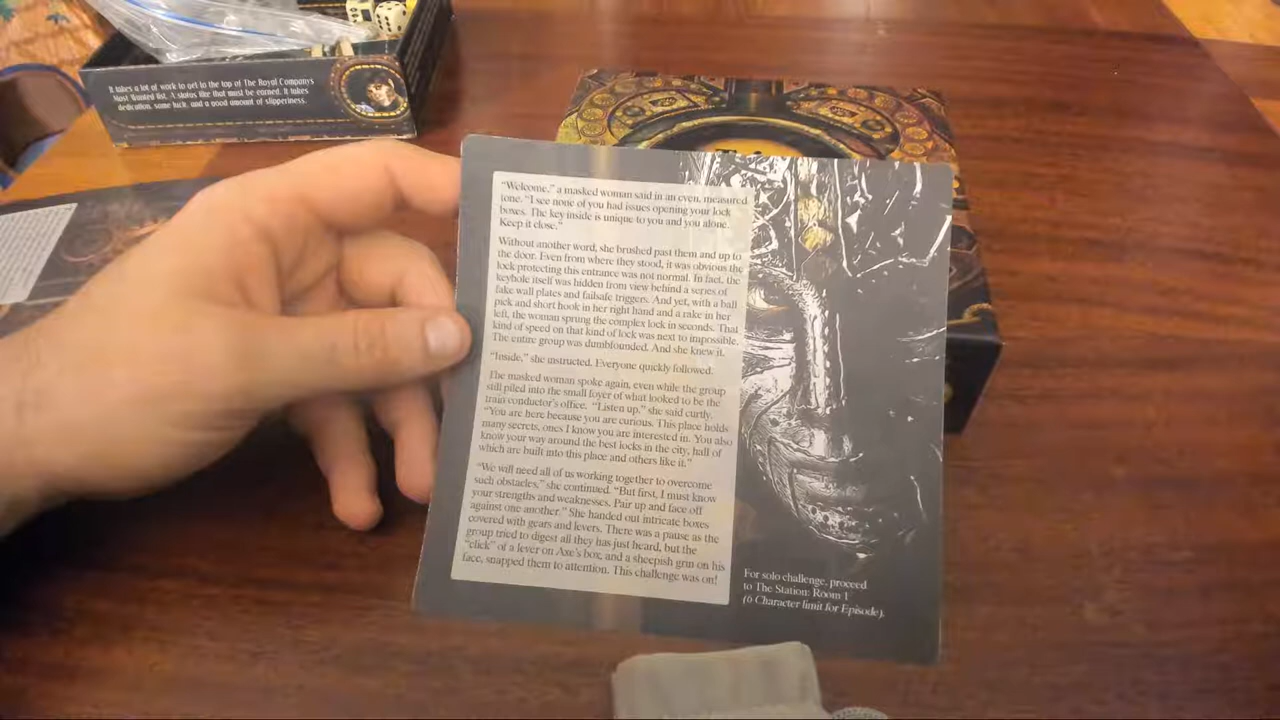 It takes a lot of work to get to the top of The Royal Companys
Most Wanted list. A status like that must be earned. It takes
dedication, some luck, and a good amount of slipperiness.
“Welcome,” a masked woman said in an even, measured
tone. “I see none of you had issues opening your lock
boxes. The key inside is unique to you and you alone.
Keep it close.”
Without another word, she brushed past them and up to
the door. Even from where they stood, it was obvious the
lock protecting this entrance was not normal. In fact, the
keyhole itself was hidden from view behind a series of
fake wall plates and failsafe triggers. And yet, with a ball
pick and short hook in her right hand and a rake in her
left, the woman sprung the complex lock in seconds. That
kind of speed on that kind of lock was next to impossible.
The entire group was dumbfounded. And she knew it.
“Inside,” she instructed. Everyone quickly followed.
The masked woman spoke again, even while the group
still piled into the small foyer of what looked to be the
train conductor’s office. “Listen up,” she said curtly.
“You are here because you are curious. This place holds
many secrets, ones I know you are interested in. You also
know your way around the best locks in the city, half of
which are built into this place and others like it.”
“We will need all of us working together to overcome
such obstacles,” she continued. “But first, I must know
your strengths and weaknesses. Pair up and face off
against one another.” She handed out intricate boxes
covered with gears and levers. There was a pause as the
group tried to digest all they has just heard, but the
“click” of a lever on Axe’s box, and a sheepish grin on his
face, snapped them to attention. This challenge was on!
For solo challenge, proceed
to The Station: Room 1
(6 Character limit for Episode).